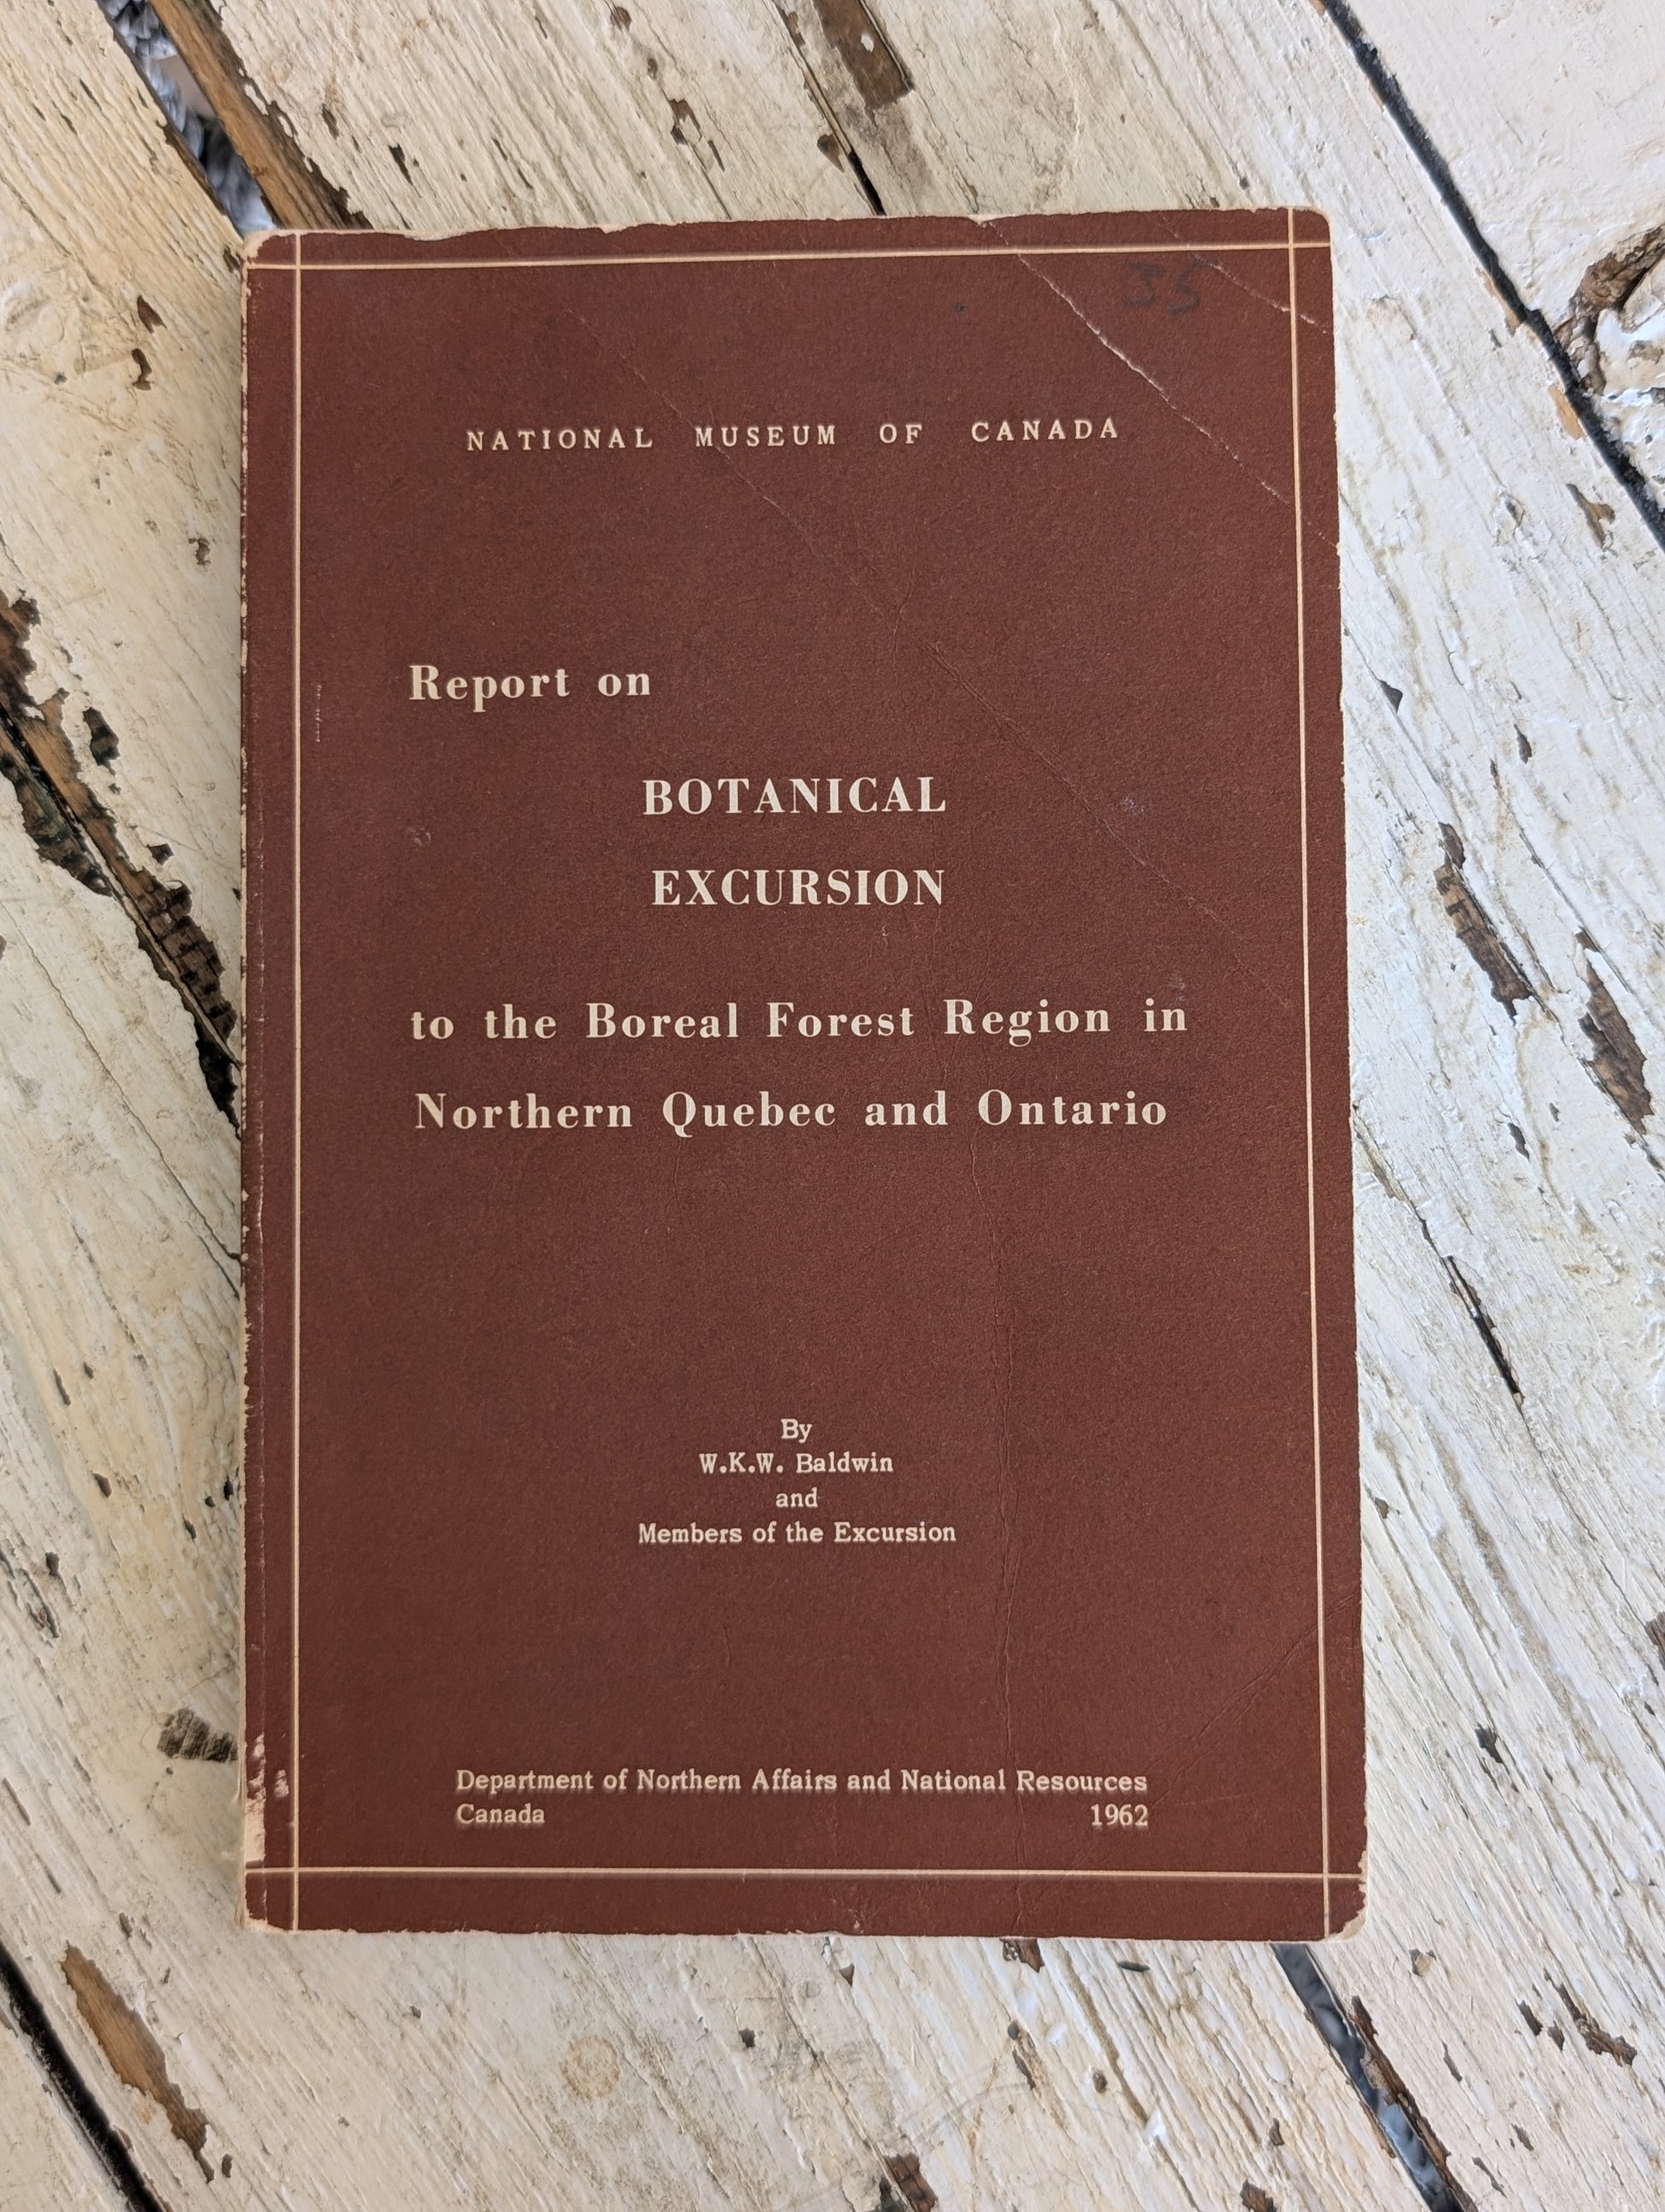 35
NATIONAL MUSEUM OF CANADA
Report on
BOTANICAL
EXCURSION
to the Boreal Forest Region in
Northern Quebec and Ontario
By
W.K.W. Baldwin
and
Members of the Excursion
Department of Northern Affairs and National Resources
Canada 1962